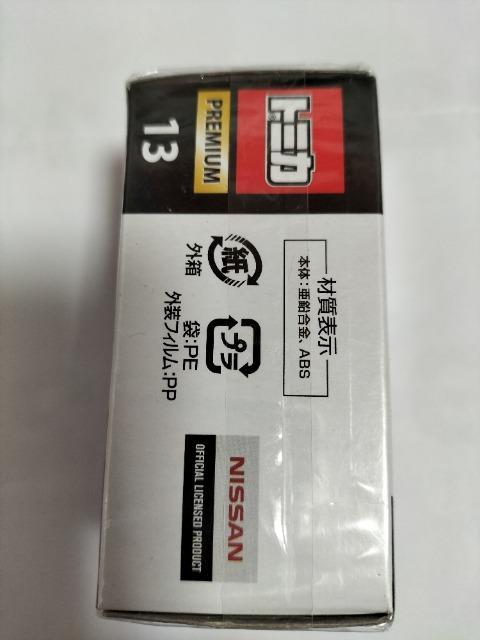 トミカ
PREMIUM
13
材質表示
本体:亜鉛合金、ABS
紙
外箱
プラ
袋:PE
外装フィルム:PP
NISSAN
OFFICIAL LICENSED PRODUCT